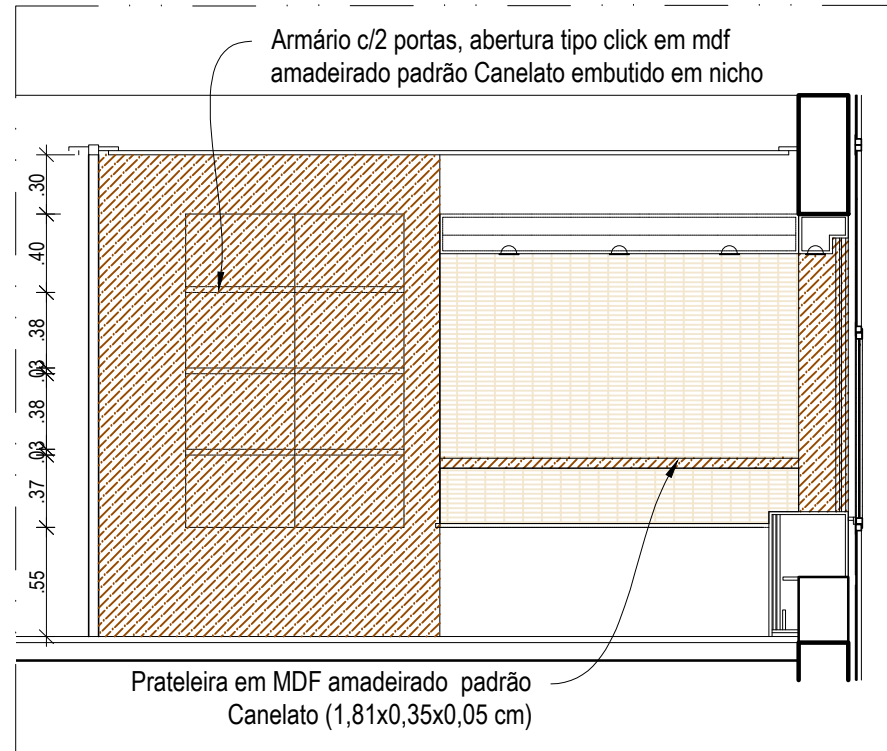 Armário c/2 portas, abertura tipo click em mdf
amadeirado padrão Canelato embutido em nicho
.30
.40
.38
.03
.38
.03
.37
.55
Prateleira em MDF amadeirado padrão
Canelato (1,81x0,35x0,05 cm)